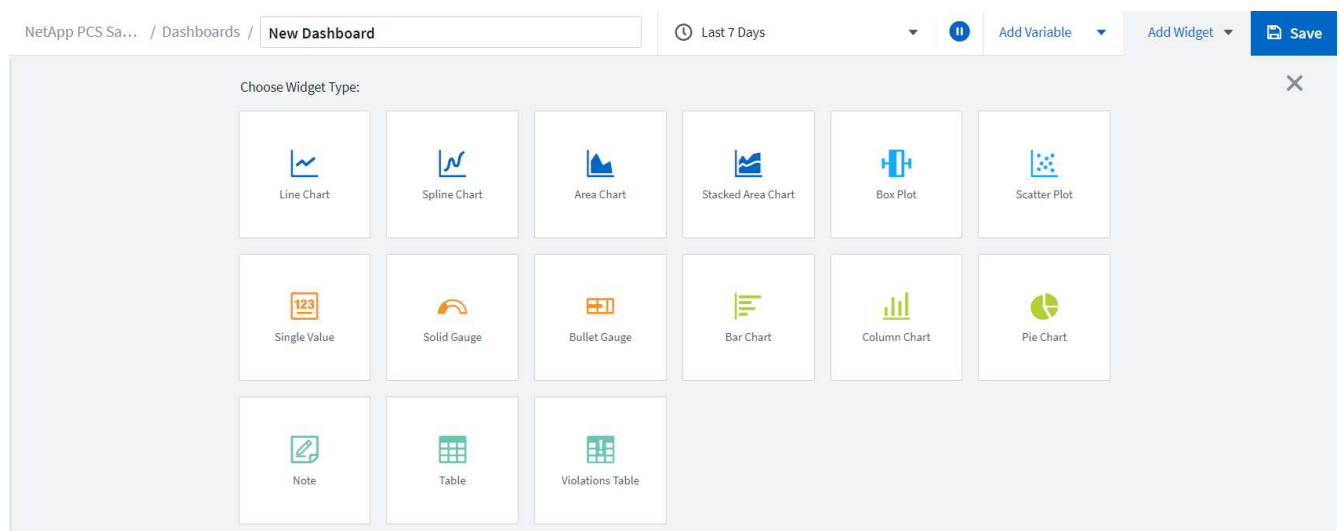 NetApp PCS Sa... / Dashboards / New Dashboard Last 7 Days Add Variable Add Widget Save
Choose Widget Type:
Line Chart Spline Chart Area Chart Stacked Area Chart Box Plot Scatter Plot
123
Single Value Solid Gauge Bullet Gauge Bar Chart Column Chart Pie Chart
Note Table Violations Table